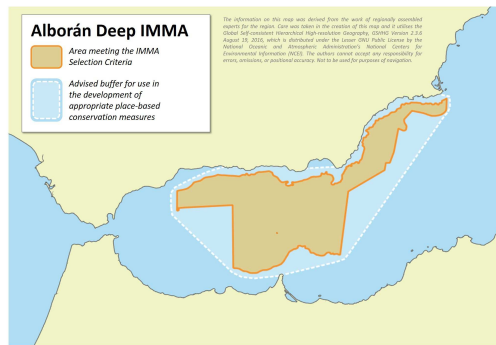 Alborán Deep IMMA
Area meeting the IMMA
Selection Criteria
Advised buffer for use in
the development of
appropriate place-based
conservation measures
The information on this map was derived from the word of regionally assembled
experts for the region. Care was taken in the creation of this map and it utilizes the
Global Self-consistent Hierarchical High-resolution Geography, GSHHG Version 2.3.6
August 19, 2016, which is distributed under the Lesser GNU Public License by the
National Oceanic and Atmospheric Administration's National Centers for
Environmental Information (NCEI). The authors cannot accept any responsibility for
errors, omissions, or positional accuracy. Not to be used for purposes of navigation.